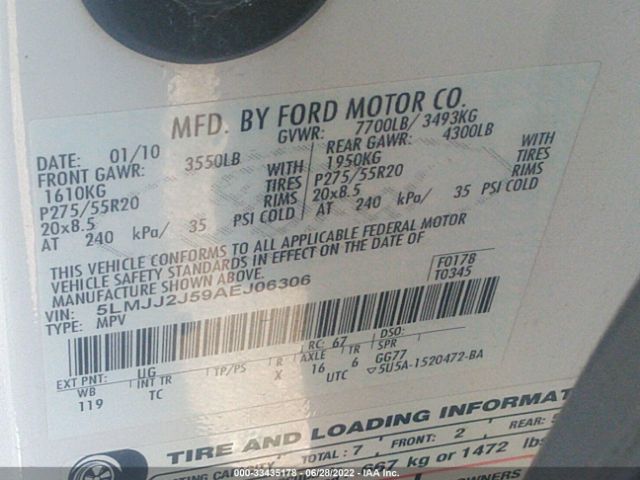 MFD. BY FORD MOTOR CO.
DATE: 01/10 GVWR: 7700LB/ 3493KG
FRONT GAWR: 3550LB REAR GAWR: 4300LB
1610KG WITH 1950KG WITH
P275/55R20 TIRES P275/55R20 TIRES
20x8.5 RIMS 20x8.5 RIMS
AT 240 kPa/ 35 PSI COLD AT 240 kPa/ 35 PSI COLD
THIS VEHICLE CONFORMS TO ALL APPLICABLE FEDERAL MOTOR
VEHICLE SAFETY STANDARDS IN EFFECT ON THE DATE OF
MANUFACTURE SHOWN ABOVE. F0178
VIN: 5LMJJ2J59AEJ06306 T0345
TYPE: MPV
EXT PNT: UG RC: 67 DSO:
WB INT TR TP/PS R AXLE TR SPR
119 TC X 16 6 GG77
UTC ▽5U5A-1520472-BA
TIRE AND LOADING INFORMAT
TOTAL: 7 FRONT: 2 REAR:
667 kg or 1472 lbs
OWNERS
000-33435178 - 06/28/2022 - IAA Inc.